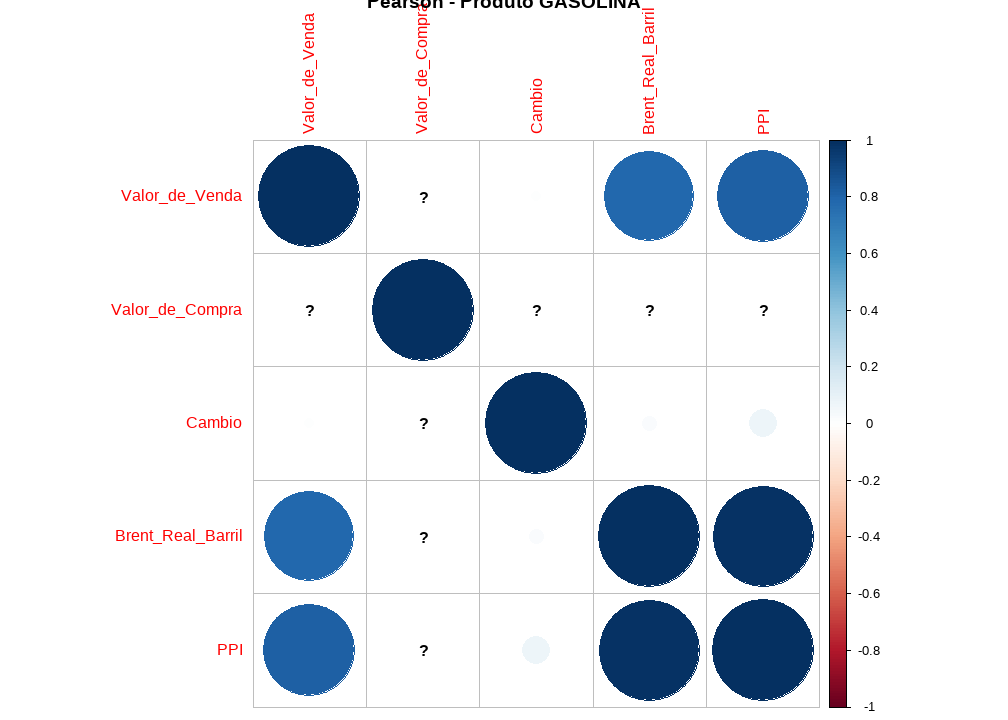 Pearson - Produto GASOLINA
Valor_de_Venda
Valor_de_Compra
Cambio
Brent_Real_Barril
PPI
Valor_de_Venda ?
Valor_de_Compra ? ? ? ?
Cambio ?
Brent_Real_Barril ?
PPI ?
1
0.8
0.6
0.4
0.2
0
-0.2
-0.4
-0.6
-0.8
-1